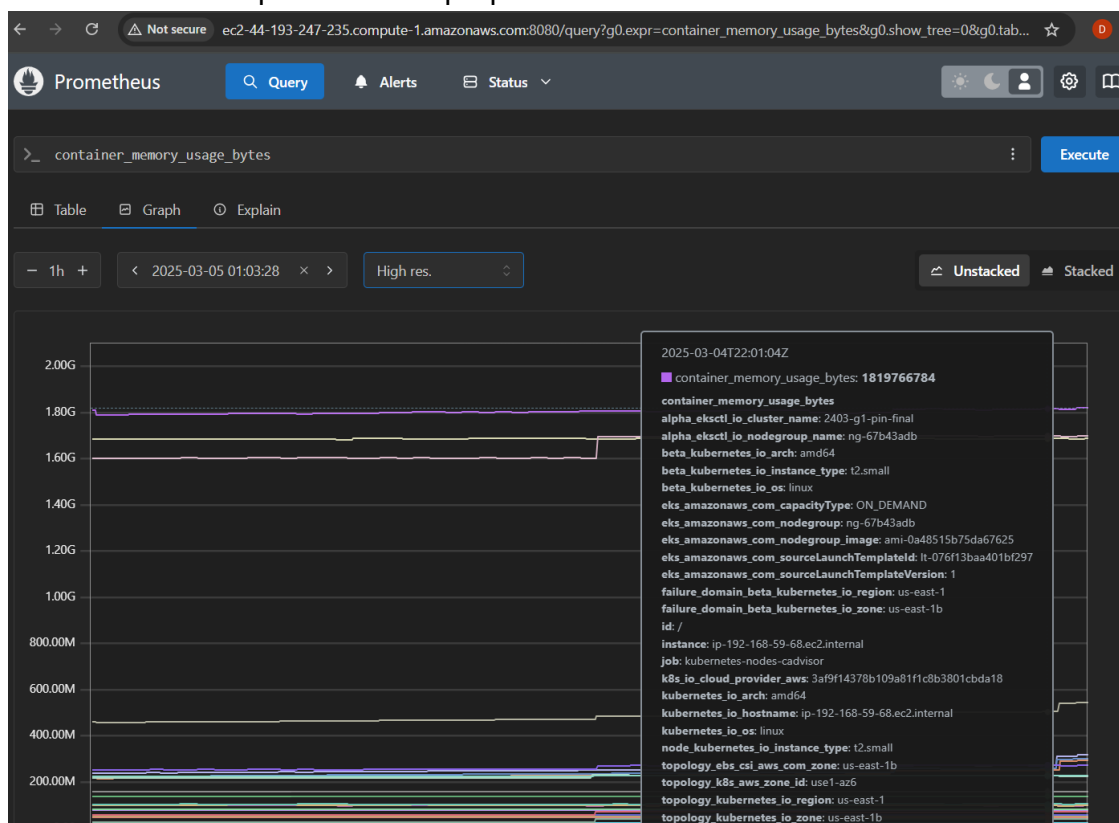 Not secure ec2-44-193-247-235.compute-1.amazonaws.com:8080/query?g0.expr=container_memory_usage_bytes&g0.show_tree=0&g0.tab... D
Prometheus Query Alerts Status
>_ container_memory_usage_bytes Execute
Table Graph Explain
− 1h + < 2025-03-05 01:03:28 × > High res. Unstacked Stacked
2.00G
1.80G
1.60G
1.40G
1.20G
1.00G
800.00M
600.00M
400.00M
200.00M
2025-03-04T22:01:04Z
container_memory_usage_bytes: 1819766784
container_memory_usage_bytes
alpha_eksctl_io_cluster_name: 2403-g1-pin-final
alpha_eksctl_io_nodegroup_name: ng-67b43adb
beta_kubernetes_io_arch: amd64
beta_kubernetes_io_instance_type: t2.small
beta_kubernetes_io_os: linux
eks_amazonaws_com_capacityType: ON_DEMAND
eks_amazonaws_com_nodegroup: ng-67b43adb
eks_amazonaws_com_nodegroup_image: ami-0a48515b75da67625
eks_amazonaws_com_sourceLaunchTemplateId: lt-076f13baa401bf297
eks_amazonaws_com_sourceLaunchTemplateVersion: 1
failure_domain_beta_kubernetes_io_region: us-east-1
failure_domain_beta_kubernetes_io_zone: us-east-1b
id: /
instance: ip-192-168-59-68.ec2.internal
job: kubernetes-nodes-cadvisor
k8s_io_cloud_provider_aws: 3af9f14378b109a81f1c8b3801cbda18
kubernetes_io_arch: amd64
kubernetes_io_hostname: ip-192-168-59-68.ec2.internal
kubernetes_io_os: linux
node_kubernetes_io_instance_type: t2.small
topology_ebs_csi_aws_com_zone: us-east-1b
topology_k8s_aws_zone_id: use1-az6
topology_kubernetes_io_region: us-east-1
topology_kubernetes_io_zone: us-east-1b